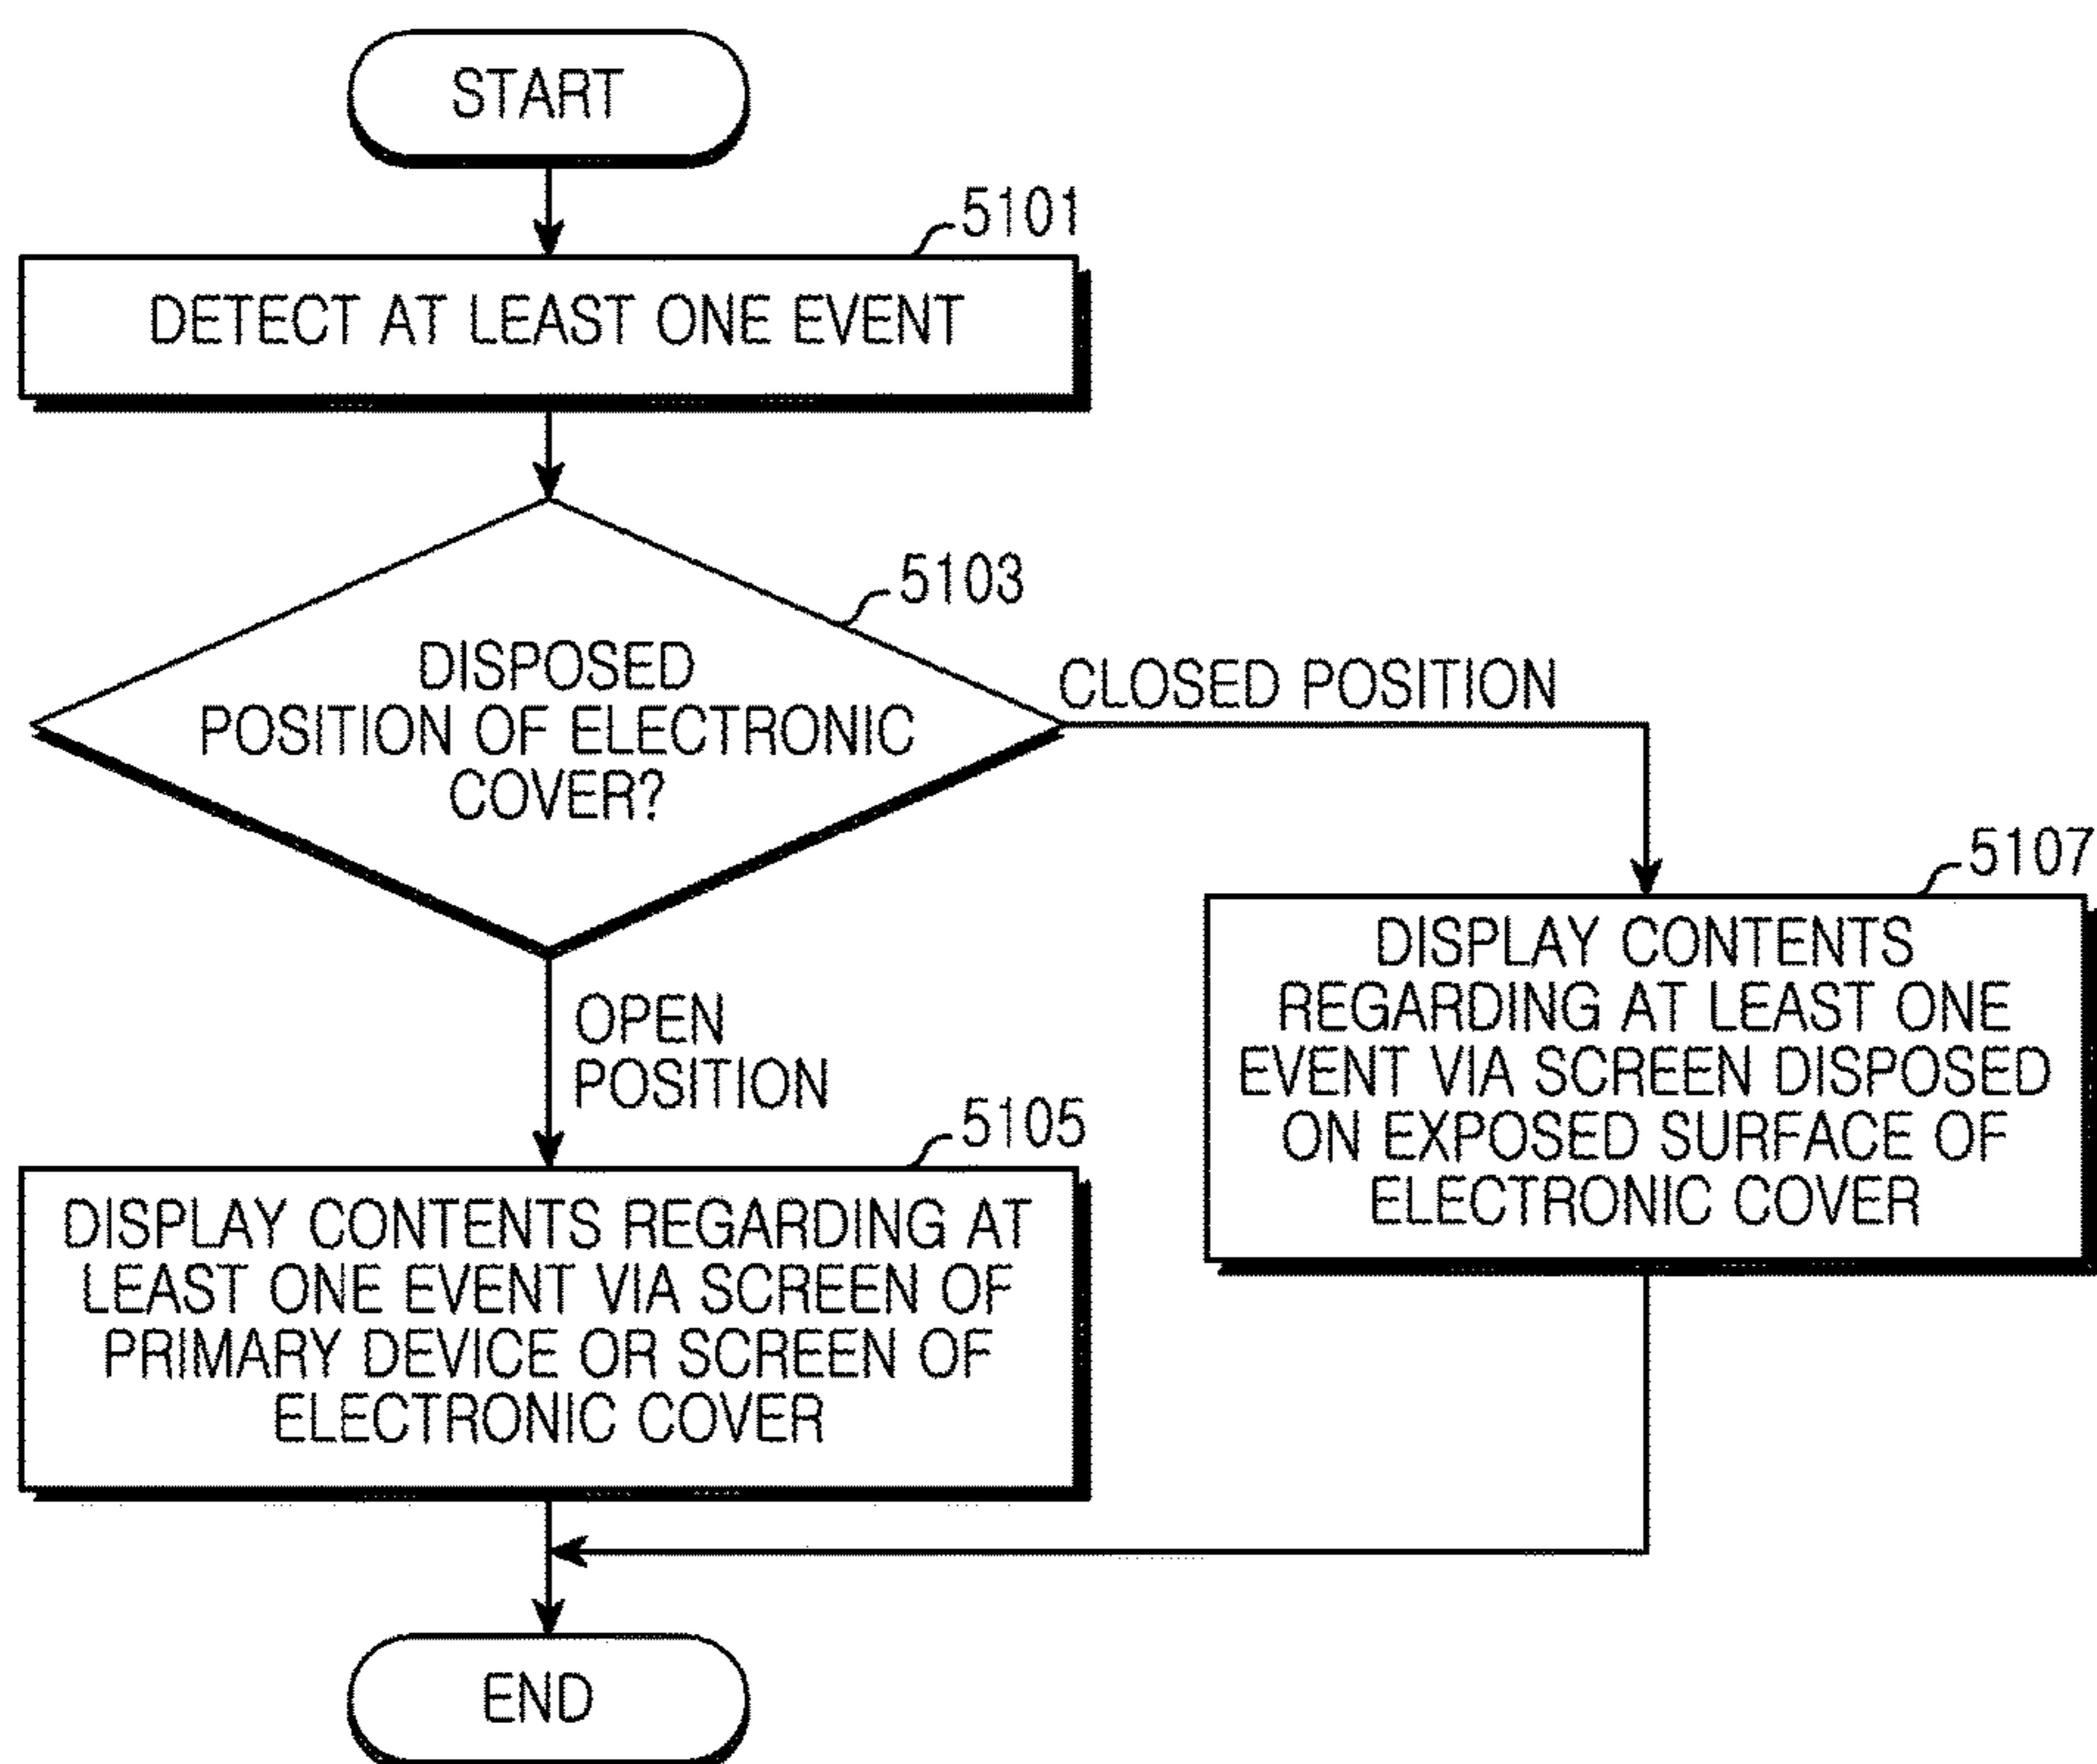 START
5101
DETECT AT LEAST ONE EVENT
5103
DISPOSED
POSITION OF ELECTRONIC
COVER?
CLOSED POSITION
OPEN
POSITION
5107
DISPLAY CONTENTS
REGARDING AT LEAST ONE
EVENT VIA SCREEN DISPOSED
ON EXPOSED SURFACE OF
ELECTRONIC COVER
5105
DISPLAY CONTENTS REGARDING AT
LEAST ONE EVENT VIA SCREEN OF
PRIMARY DEVICE OR SCREEN OF
ELECTRONIC COVER
END